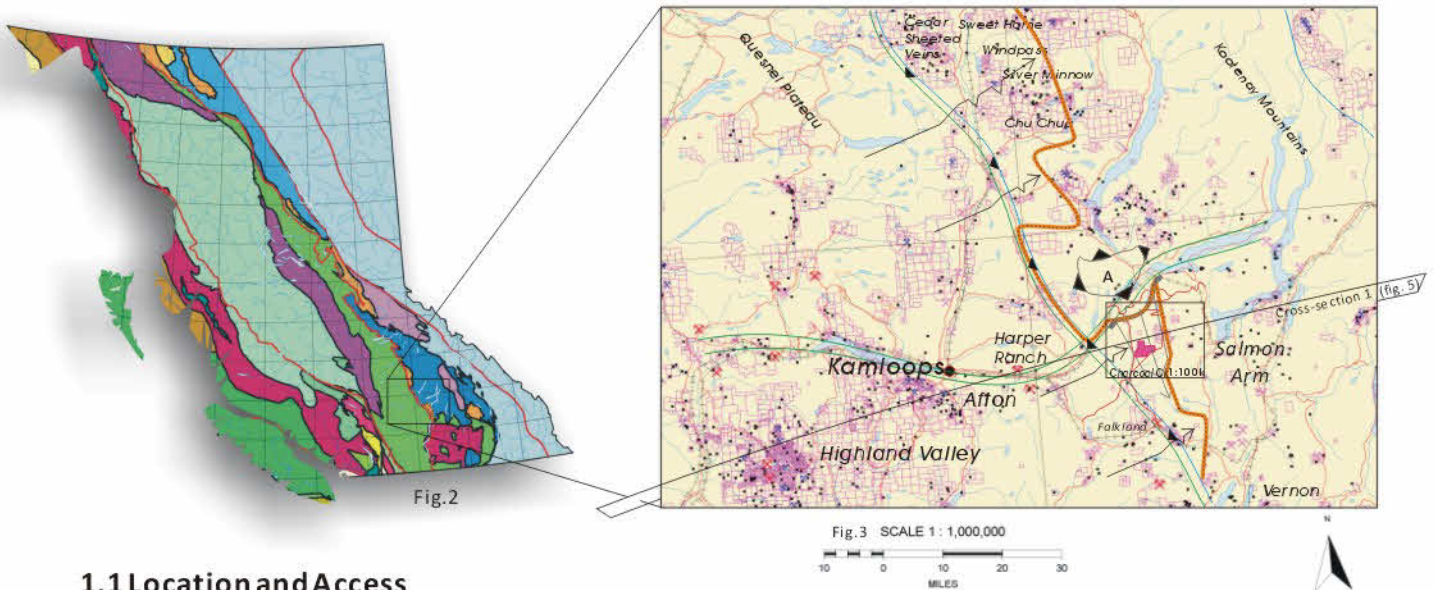 Fig.2
Cedar
Sheeted
Veins
Sweet Home
Windpass
Silver Minnow
Chu Chua
Quesnel Plateau
Kootenay Mountains
A
Cross-section 1 (fig. 5)
Harper
Ranch
Kamloops
Afton
Salmon
Arm
1:100k
Falkland
Highland Valley
Vernon
Fig.3 SCALE 1 : 1,000,000
10 0 10 20 30
MILES
N
1.1 Location and Access